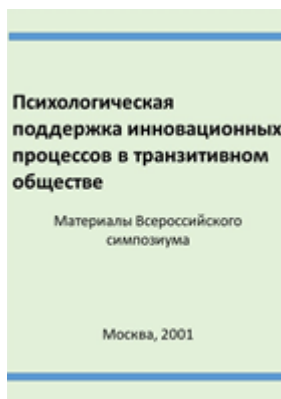 Психологическая
поддержка инновационных
процессов в транзитивном
обществе
Материалы Всероссийского
симпозиума
Москва, 2001